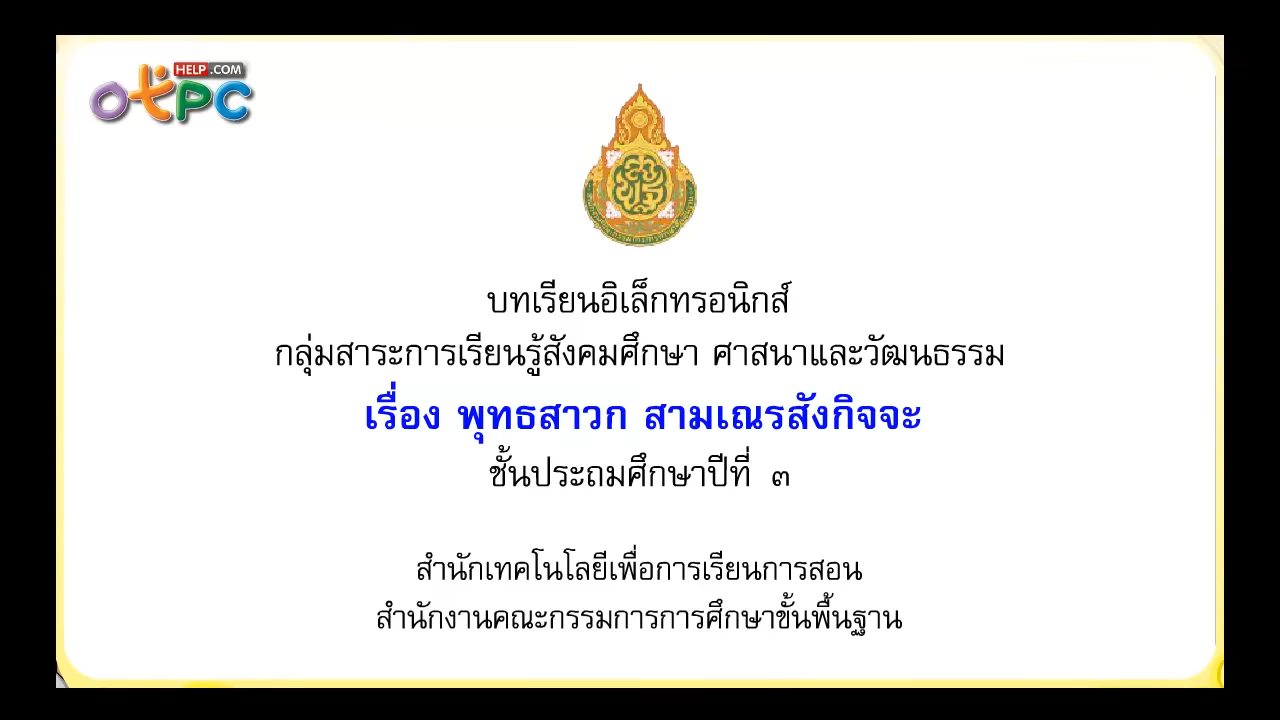 HELP.COM
otPC
บทเรียนอิเล็กทรอนิกส์
กลุ่มสาระการเรียนรู้สังคมศึกษา ศาสนาและวัฒนธรรม
เรื่อง พุทธสาวก สามเณรสังกิจจะ
ชั้นประถมศึกษาปีที่ ๓
สำนักเทคโนโลยีเพื่อการเรียนการสอน
สำนักงานคณะกรรมการการศึกษาขั้นพื้นฐาน